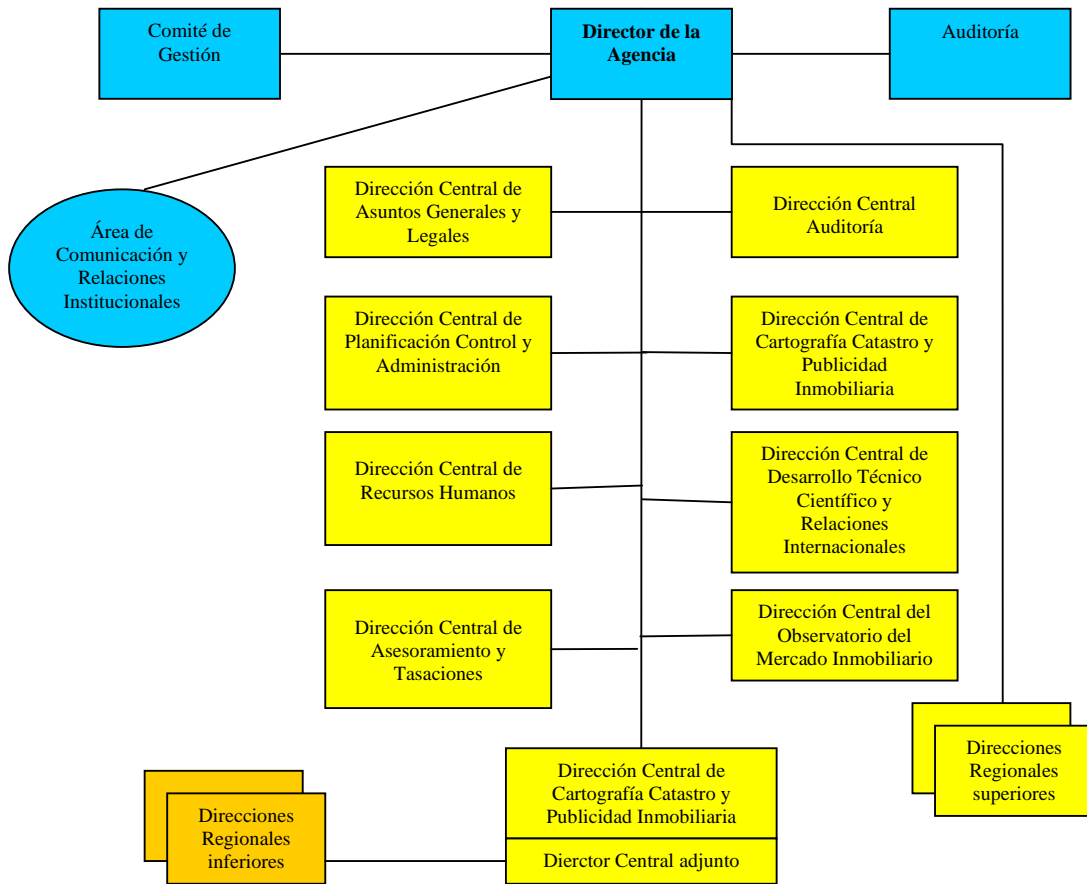 Comité de
Gestión
Director de la
Agencia
Auditoría
Área de
Comunicación y
Relaciones
Institucionales
Dirección Central de
Asuntos Generales y
Legales
Dirección Central
Auditoría
Dirección Central de
Planificación Control y
Administración
Dirección Central de
Cartografía Catastro y
Publicidad
Inmobiliaria
Dirección Central de
Recursos Humanos
Dirección Central de
Desarrollo Técnico
Científico y
Relaciones
Internacionales
Dirección Central de
Asesoramiento y
Tasaciones
Dirección Central del
Observatorio del
Mercado Inmobiliario
Direcciones
Regionales
superiores
Dirección Central de
Cartografía Catastro y
Publicidad Inmobiliaria
Dierctor Central adjunto
Direcciones
Regionales
inferiores